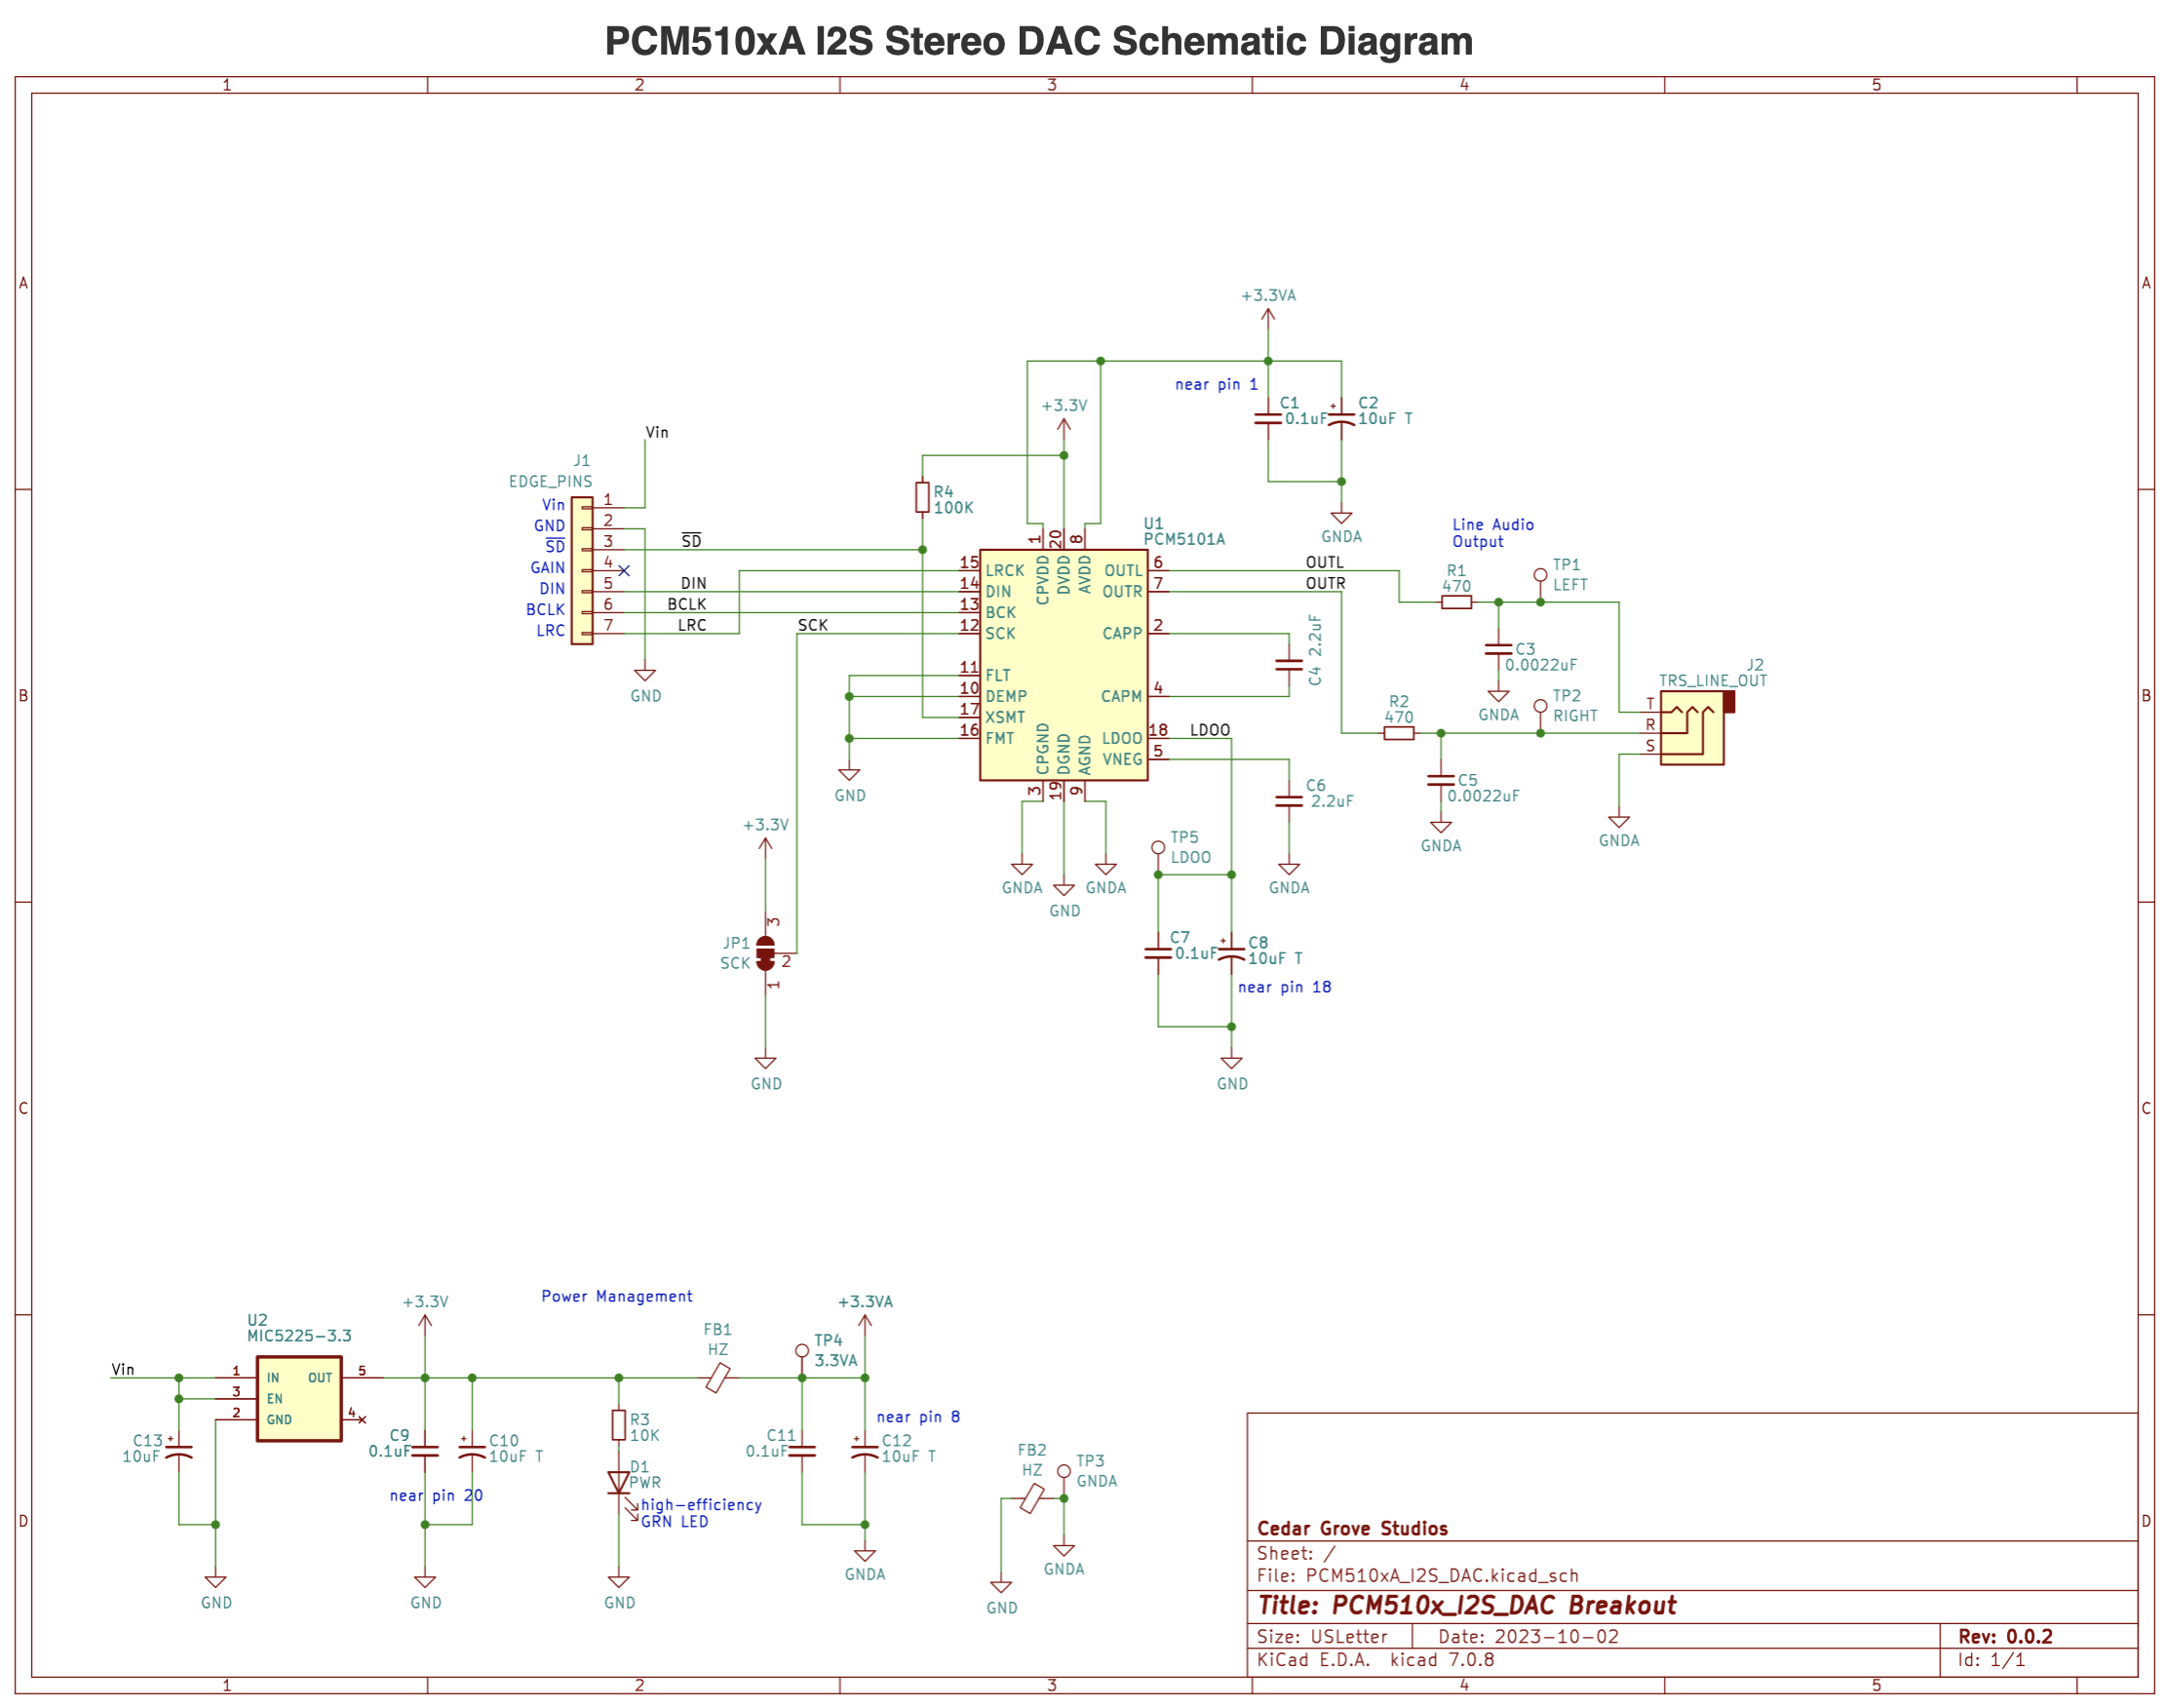 PCM510xA I2S Stereo DAC Schematic Diagram
1 2 3 4 5
A A
+3.3VA
near pin 1
C1
0.1uF
+
C2
10uF T
GNDA
+3.3V
Vin
J1
EDGE_PINS
Vin 1
GND 2
SD 3
GAIN 4
DIN 5
BCLK 6
LRC 7
SD
DIN
BCLK
LRC
SCK
GND
R4
100K
U1
PCM5101A
1 20 8
CPVDD DVDD AVDD
15 LRCK
14 DIN
13 BCK
12 SCK
11 FLT
10 DEMP
17 XSMT
16 FMT
OUTL 6
OUTR 7
CAPP 2
CAPM 4
LDOO 18
VNEG 5
CPGND DGND AGND
3 19 9
GND
GNDA
GND
GNDA
OUTL
OUTR
C4 2.2uF
LDOO
C6
2.2uF
GNDA
Line Audio
Output
R1
470
TP1
LEFT
C3
0.0022uF
GNDA
R2
470
TP2
RIGHT
C5
0.0022uF
GNDA
J2
TRS_LINE_OUT
T
R
S
GNDA
B B
+3.3V
3
JP1
SCK
2
1
GND
TP5
LDOO
C7
0.1uF
+
C8
10uF T
near pin 18
GND
C C
Power Management
Vin
U2
MIC5225-3.3
1 IN OUT 5
3 EN
2 GND 4
+
C13
10uF
GND
+3.3V
C9
0.1uF
+
C10
10uF T
near pin 20
GND
R3
10K
D1
PWR
high-efficiency
GRN LED
GND
FB1
HZ
TP4
3.3VA
+3.3VA
near pin 8
C11
0.1uF
+
C12
10uF T
GNDA
FB2
HZ
TP3
GNDA
GNDA
GND
D D
Cedar Grove Studios
Sheet: /
File: PCM510xA_I2S_DAC.kicad_sch
Title: PCM510x_I2S_DAC Breakout
Size: USLetter Date: 2023-10-02 Rev: 0.0.2
KiCad E.D.A. kicad 7.0.8 Id: 1/1
1 2 3 4 5